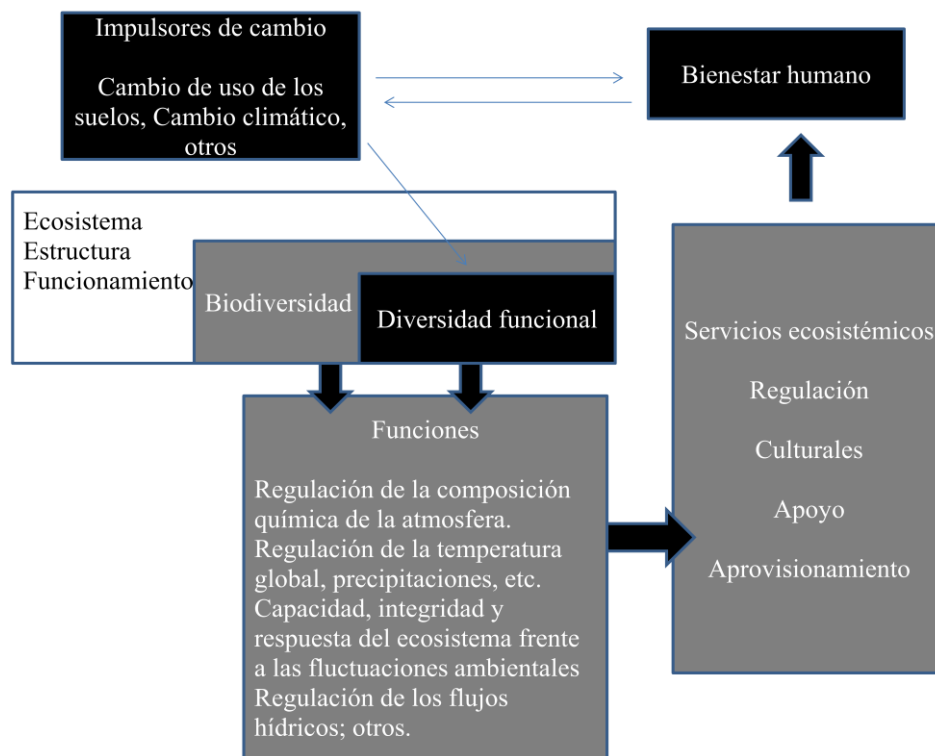 Impulsores de cambio
Cambio de uso de los
suelos, Cambio climático,
otros
Bienestar humano
Ecosistema
Estructura
Funcionamiento
Biodiversidad
Diversidad funcional
Funciones
Regulación de la composición
química de la atmosfera.
Regulación de la temperatura
global, precipitaciones, etc.
Capacidad, integridad y
respuesta del ecosistema frente
a las fluctuaciones ambientales
Regulación de los flujos
hídricos; otros.
Servicios ecosistémicos
Regulación
Culturales
Apoyo
Aprovisionamiento